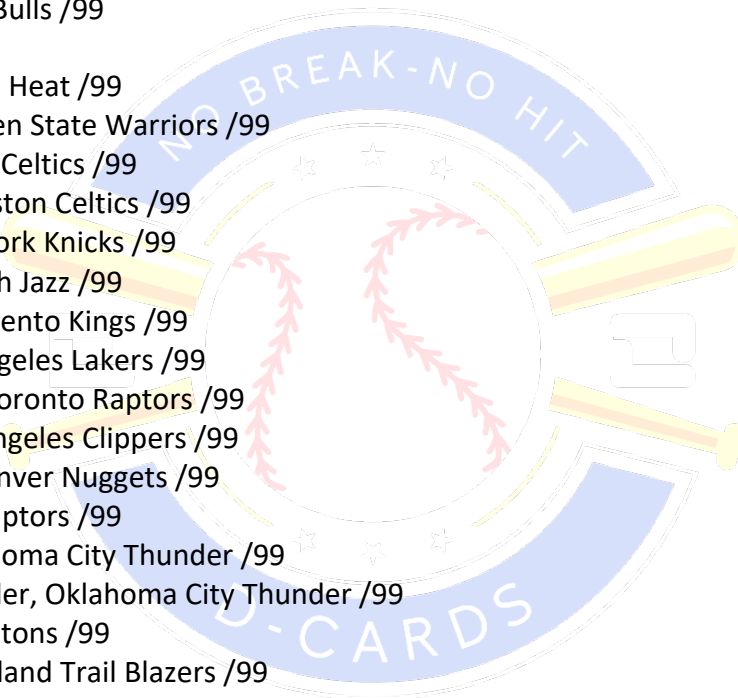 Bulls /99
Heat /99
en State Warriors /99
Celtics /99
ston Celtics /99
ork Knicks /99
h Jazz /99
ento Kings /99
geles Lakers /99
oronto Raptors /99
ngeles Clippers /99
nver Nuggets /99
ptors /99
oma City Thunder /99
ler, Oklahoma City Thunder /99
tons /99
land Trail Blazers /99
NO BREAK-NO HIT
D-CARDS